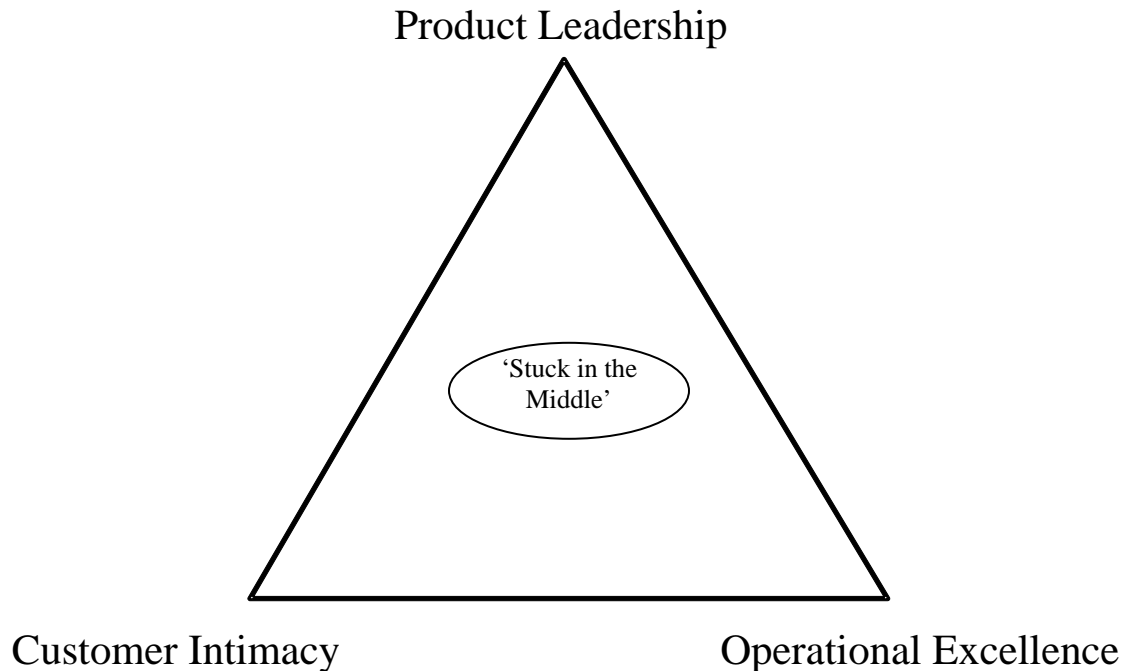 Product Leadership
‘Stuck in the
Middle’
Customer Intimacy
Operational Excellence